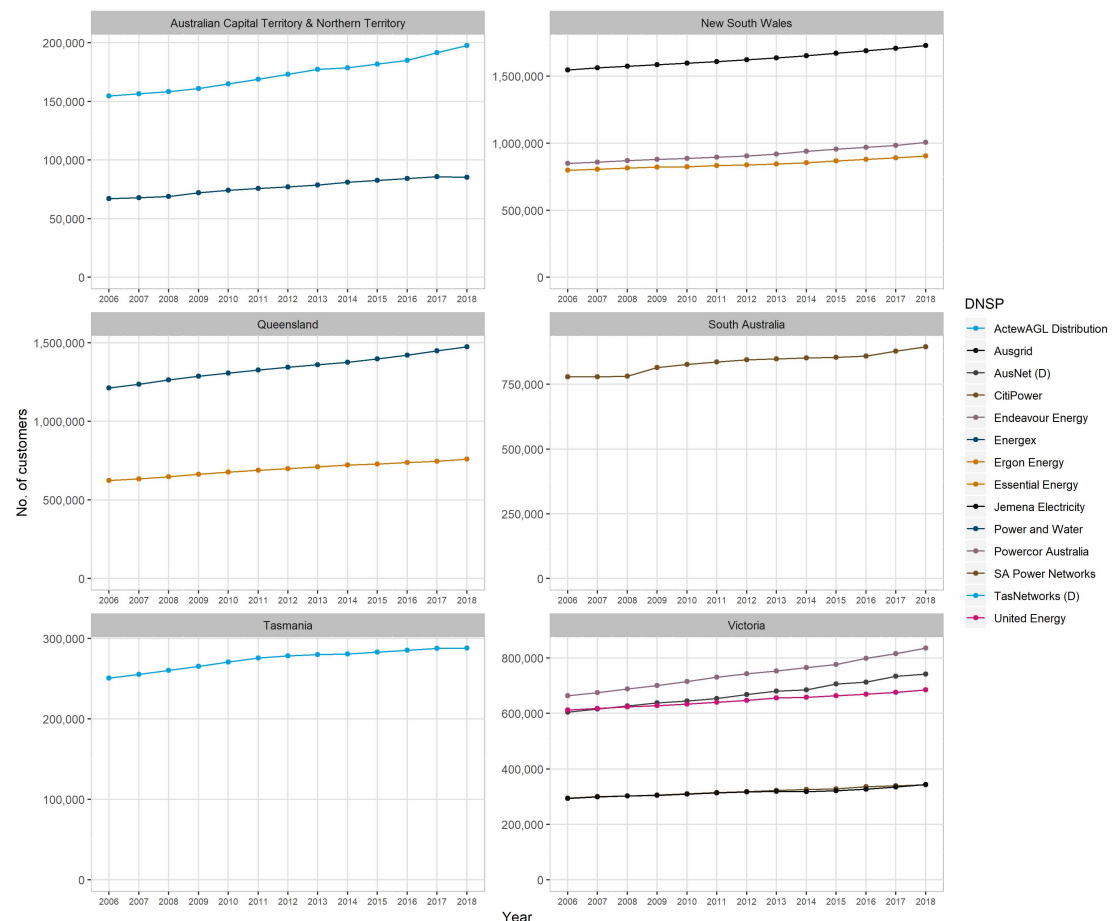 Australian Capital Territory & Northern Territory
200,000
150,000
100,000
50,000
0
2006 2007 2008 2009 2010 2011 2012 2013 2014 2015 2016 2017 2018
New South Wales
1,500,000
1,000,000
500,000
0
2006 2007 2008 2009 2010 2011 2012 2013 2014 2015 2016 2017 2018
Queensland
1,500,000
1,000,000
500,000
0
2006 2007 2008 2009 2010 2011 2012 2013 2014 2015 2016 2017 2018
South Australia
750,000
500,000
250,000
0
2006 2007 2008 2009 2010 2011 2012 2013 2014 2015 2016 2017 2018
Tasmania
300,000
200,000
100,000
0
2006 2007 2008 2009 2010 2011 2012 2013 2014 2015 2016 2017 2018
Victoria
800,000
600,000
400,000
200,000
0
2006 2007 2008 2009 2010 2011 2012 2013 2014 2015 2016 2017 2018
No. of customers
Year
DNSP
ActewAGL Distribution
Ausgrid
AusNet (D)
CitiPower
Endeavour Energy
Energex
Ergon Energy
Essential Energy
Jemena Electricity
Power and Water
Powercor Australia
SA Power Networks
TasNetworks (D)
United Energy